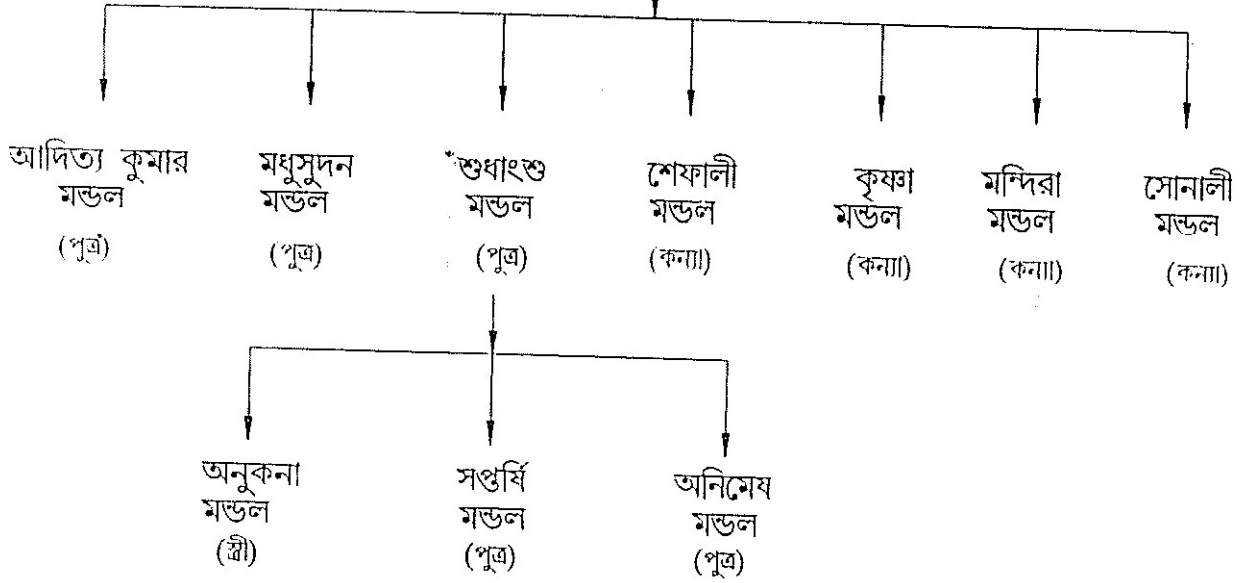 আদিত্য কুমার মধুসুদন ঁশুধাংশু শেফালী কৃষ্ণা মন্দিরা সোনালী
মন্ডল মন্ডল মন্ডল মন্ডল মন্ডল মন্ডল মন্ডল
(পুত্র) (পুত্র) (পুত্র) (কন্যা) (কন্যা) (কন্যা) (কন্যা)
অনুকনা সপ্তর্ষি অনিমেষ
মন্ডল মন্ডল মন্ডল
(স্ত্রী) (পুত্র) (পুত্র)